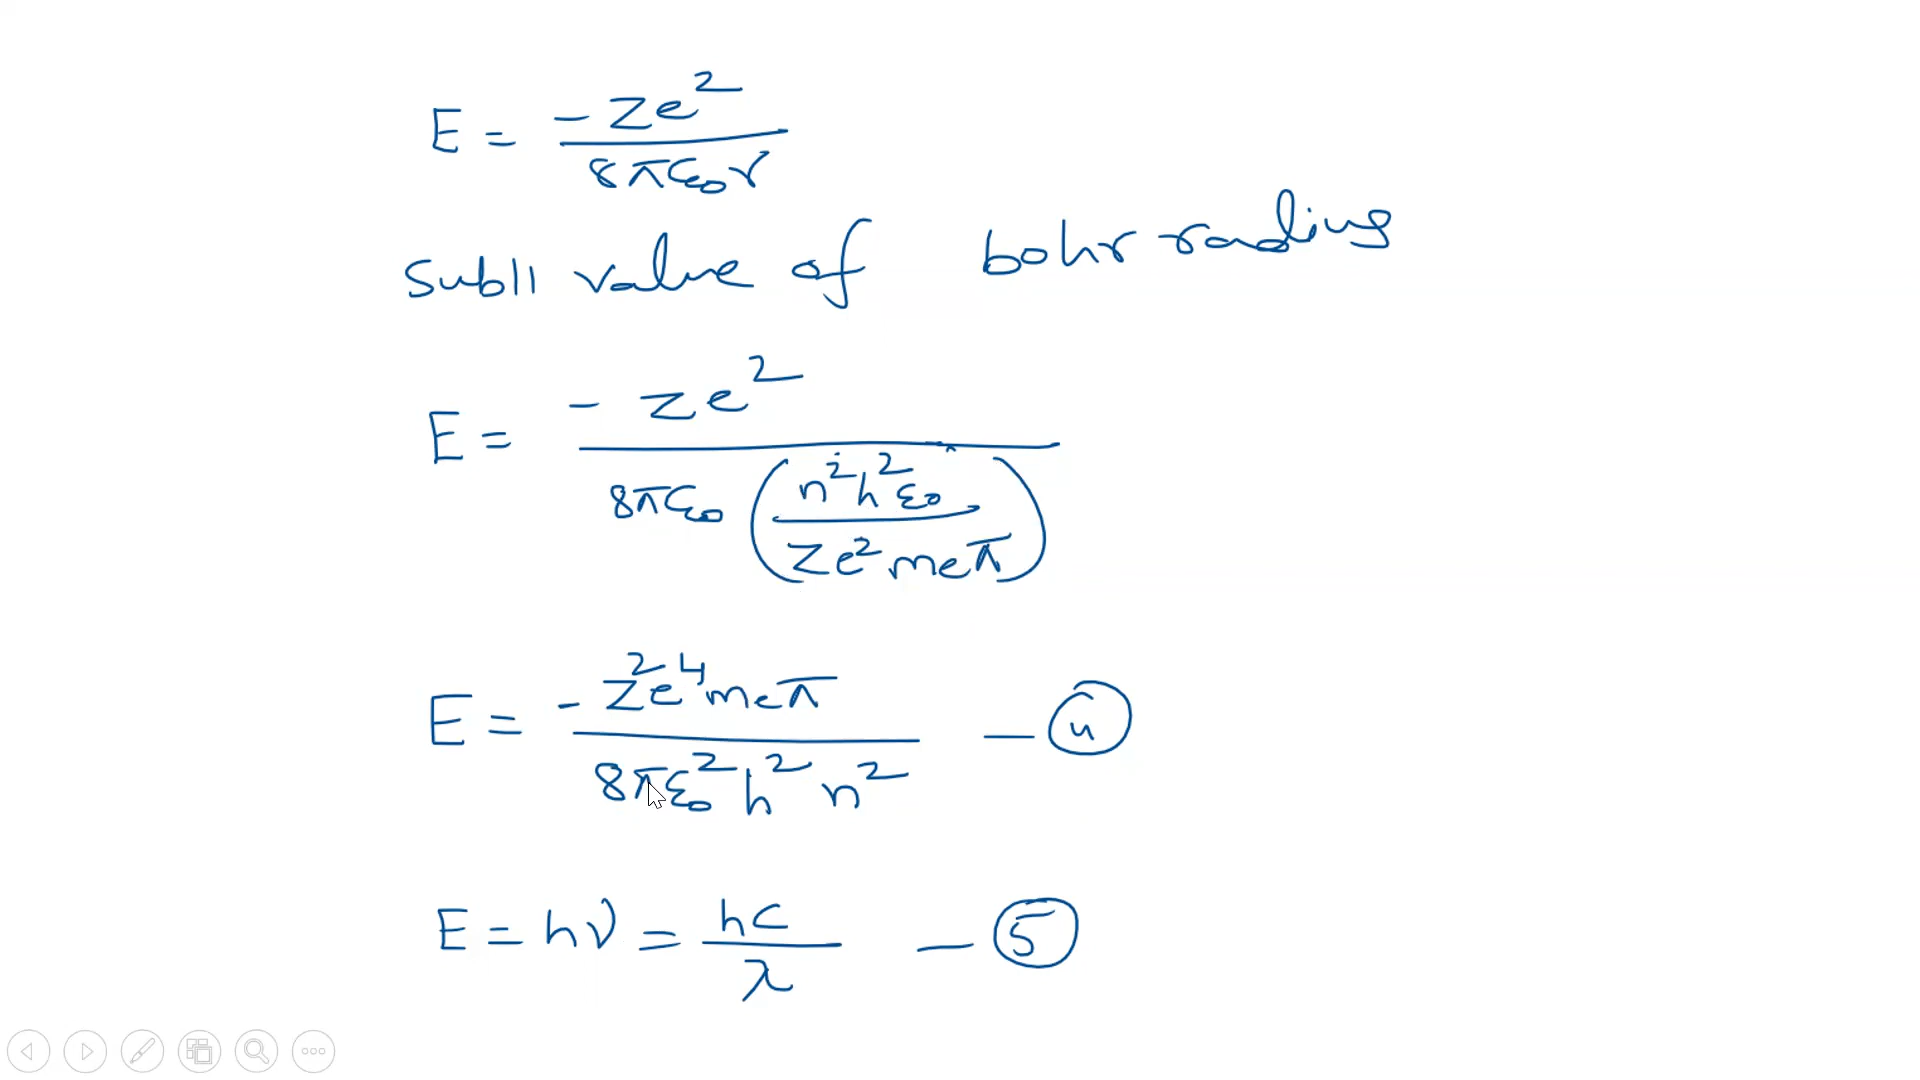 E = -Ze² / 8πε₀r
subll value of bohr radius
E = -Ze² / 8πε₀ (n²h²ε₀ / Ze²meπ)
E = -Z²e⁴meπ / 8πε₀²h²n² — 4
E = hν = hc / λ — 5